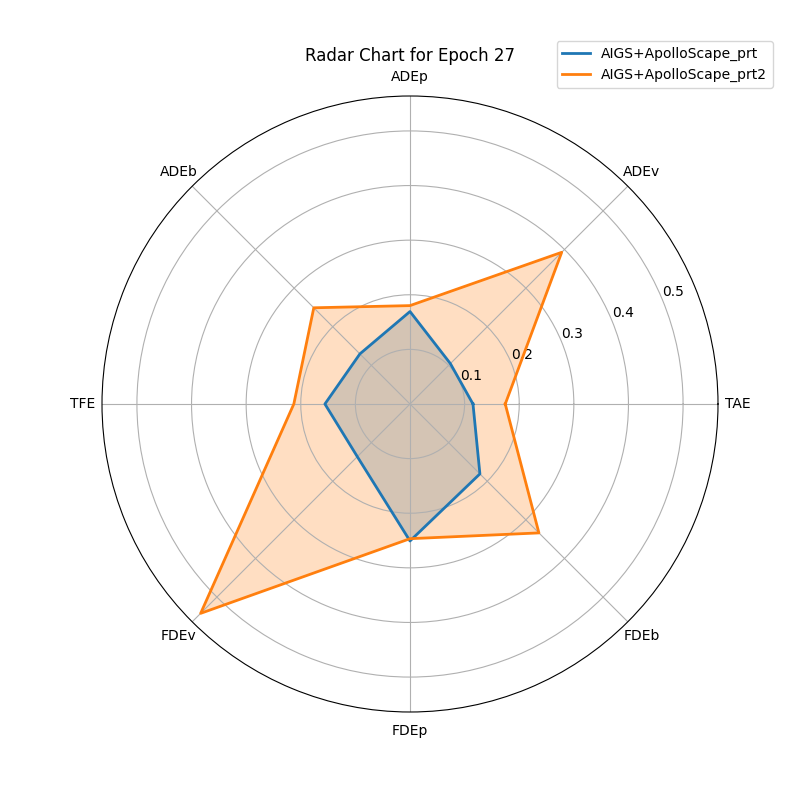 Radar Chart for Epoch 27
AIGS+ApolloScape_prt
AIGS+ApolloScape_prt2
ADEp
ADEb
ADEv
0.5
0.4
0.3
0.2
0.1
TFE
TAE
FDEv
FDEb
FDEp